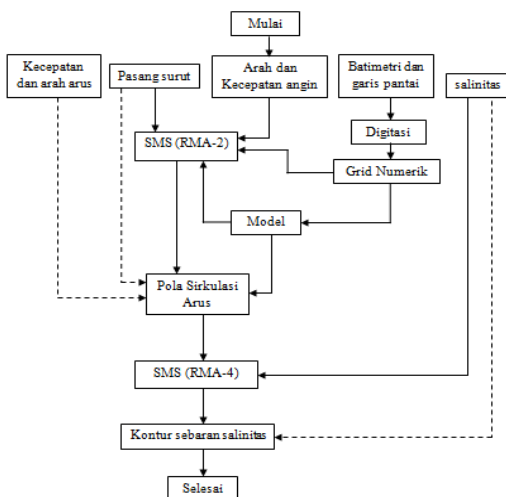 Mulai
Kecepatan
dan arah arus
Pasang surut
Arah dan
Kecepatan angin
Batimetri dan
garis pantai
salinitas
Digitasi
SMS (RMA-2)
Grid Numerik
Model
Pola Sirkulasi
Arus
SMS (RMA-4)
Kontur sebaran salinitas
Selesai